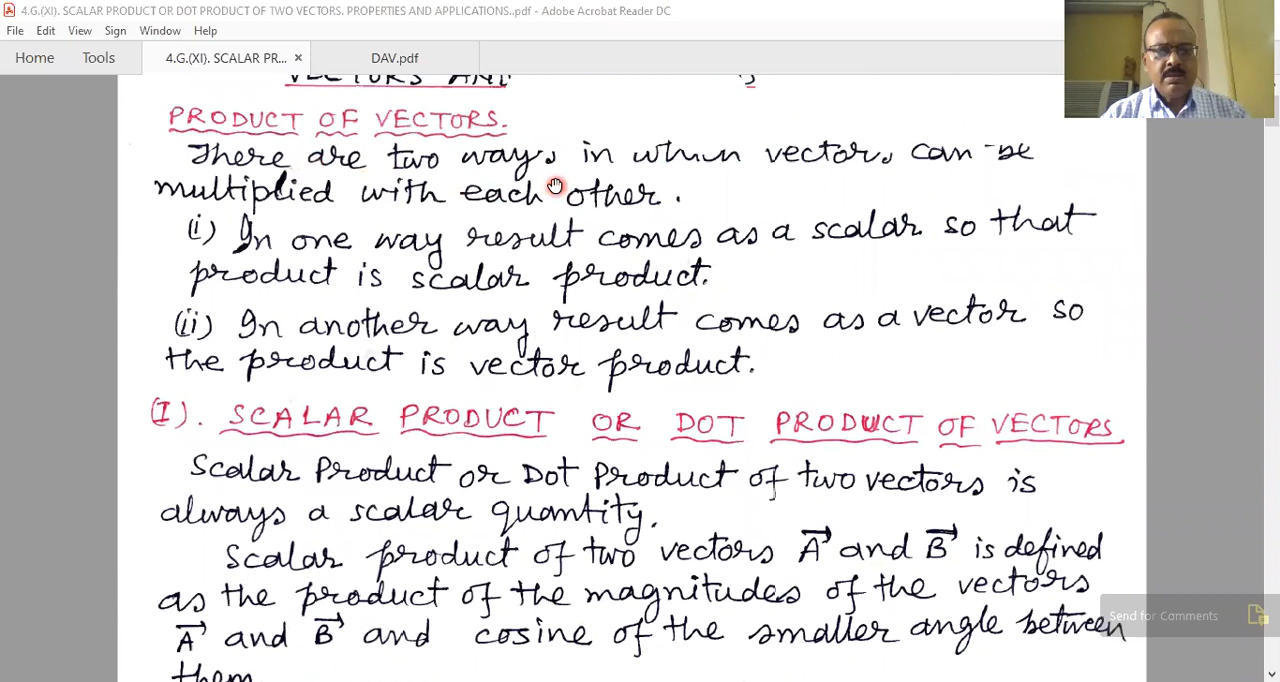 4.G.(XI). SCALAR PRODUCT OR DOT PRODUCT OF TWO VECTORS. PROPERTIES AND APPLICATIONS..pdf - Adobe Acrobat Reader DC
File Edit View Sign Window Help
Home Tools 4.G.(XI). SCALAR PR... × DAV.pdf
VECTORS AND
PRODUCT OF VECTORS.
There are two ways in which vectors can be
multiplied with each other.
(i) In one way result comes as a scalar so that
product is scalar product.
(ii) In another way result comes as a vector so
the product is vector product.
(I). SCALAR PRODUCT OR DOT PRODUCT OF VECTORS
Scalar Product or Dot Product of two vectors is
always a scalar quantity.
Scalar product of two vectors A⃗ and B⃗ is defined
as the product of the magnitudes of the vectors
Send for Comments
A⃗ and B⃗ and cosine of the smaller angle between
them